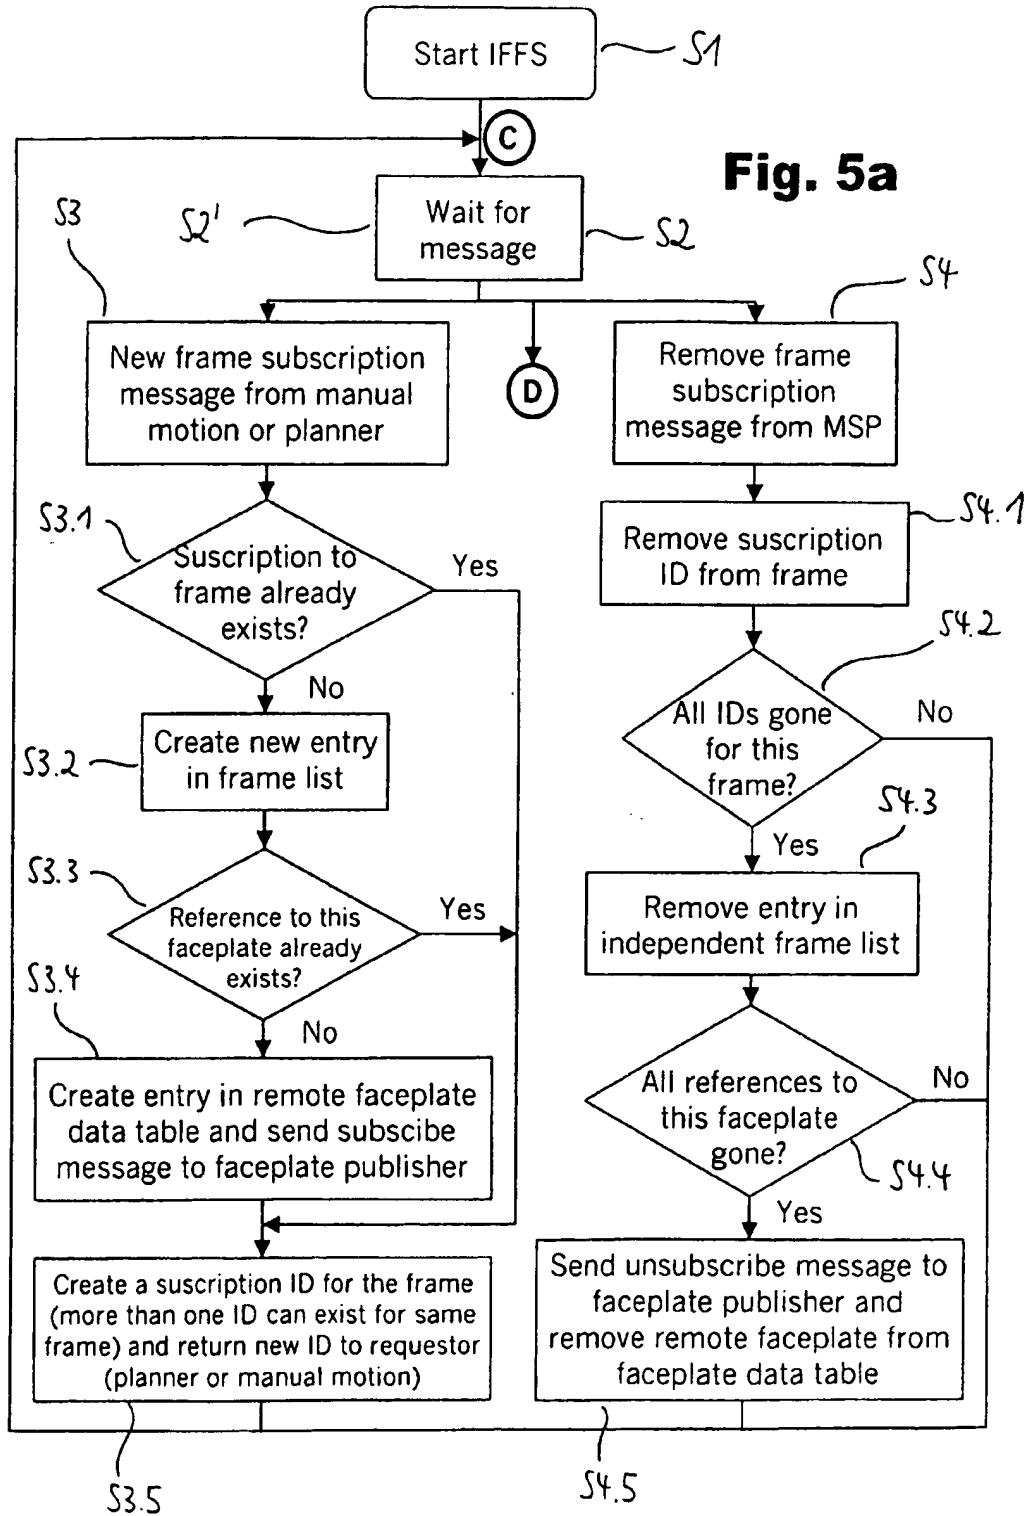 Start IFFS
S1
C
Fig. 5a
S2'
Wait for
message
S2
S3
S4
New frame subscription
message from manual
motion or planner
D
Remove frame
subscription
message from MSP
S3.1
Suscription to
frame already
exists?
Yes
No
S4.1
Remove suscription
ID from frame
S4.2
All IDs gone
for this
frame?
No
Yes
S3.2
Create new entry
in frame list
S4.3
Remove entry in
independent frame list
S3.3
Reference to this
faceplate already
exists?
Yes
No
S3.4
Create entry in remote faceplate
data table and send subscibe
message to faceplate publisher
All references to
this faceplate
gone?
No
S4.4
Yes
Create a suscription ID for the frame
(more than one ID can exist for same
frame) and return new ID to requestor
(planner or manual motion)
Send unsubscribe message to
faceplate publisher and
remove remote faceplate from
faceplate data table
S3.5
S4.5